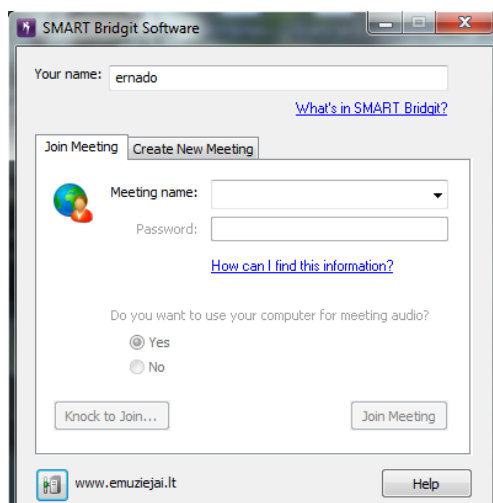 SMART Bridgit Software
Your name: ernado
What's in SMART Bridgit?
Join Meeting Create New Meeting
Meeting name:
Password:
How can I find this information?
Do you want to use your computer for meeting audio?
Yes
No
Knock to Join... Join Meeting
www.emuziejai.lt Help